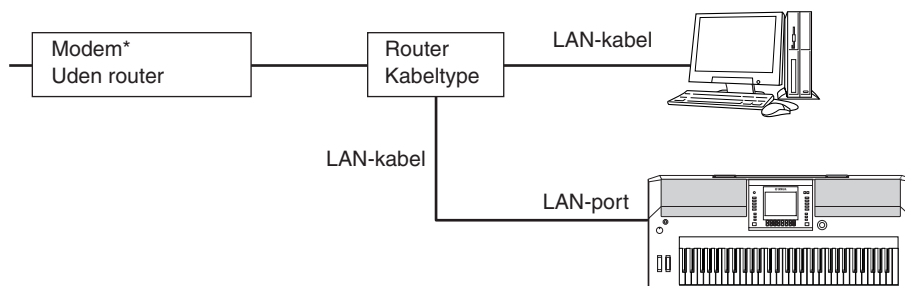 Modem*
Uden router
Router
Kabeltype
LAN-kabel
LAN-kabel
LAN-port